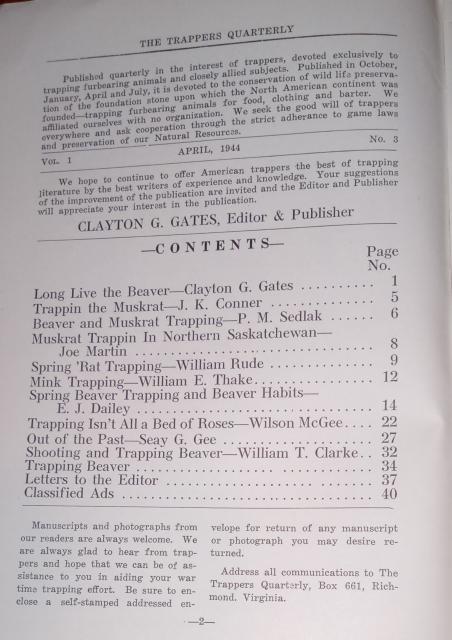 THE TRAPPERS QUARTERLY
Published quarterly in the interest of trappers, devoted exclusively to
trapping furbearing animals and closely allied subjects. Published in October,
January, April and July, it is devoted to the conservation of wild life preserva-
tion of the foundation stone upon which the North American continent was
founded—trapping furbearing animals for food, clothing and barter. We
affiliated ourselves with no organization. We seek the good will of trappers
everywhere and ask cooperation through the strict adherance to game laws
and preservation of our Natural Resources.
VOL. 1 APRIL, 1944 No. 3
We hope to continue to offer American trappers the best of trapping
literature by the best writers of experience and knowledge. Your suggestions
of the improvement of the publication are invited and the Editor and Publisher
will appreciate your interest in the publication.
CLAYTON G. GATES, Editor & Publisher
—CONTENTS—
Page
No.
Long Live the Beaver—Clayton G. Gates .......... 1
Trappin the Muskrat—J. K. Conner ............. 5
Beaver and Muskrat Trapping—P. M. Sedlak ...... 6
Muskrat Trappin In Northern Saskatchewan—
Joe Martin .............................. 8
Spring 'Rat Trapping—William Rude ............. 9
Mink Trapping—William E. Thake............... 12
Spring Beaver Trapping and Beaver Habits—
E. J. Dailey .............................. 14
Trapping Isn't All a Bed of Roses—Wilson McGee.... 22
Out of the Past—Seay G. Gee .................. 27
Shooting and Trapping Beaver—William T. Clarke.. 32
Trapping Beaver .............................. 34
Letters to the Editor ........................... 37
Classified Ads ................................ 40
Manuscripts and photographs from
our readers are always welcome. We
are always glad to hear from trap-
pers and hope that we can be of as-
sistance to you in aiding your war
time trapping effort. Be sure to en-
close a self-stamped addressed en-
velope for return of any manuscript
or photograph you may desire re-
turned.
Address all communications to The
Trappers Quarterly, Box 661, Rich-
mond, Virginia.
—2—